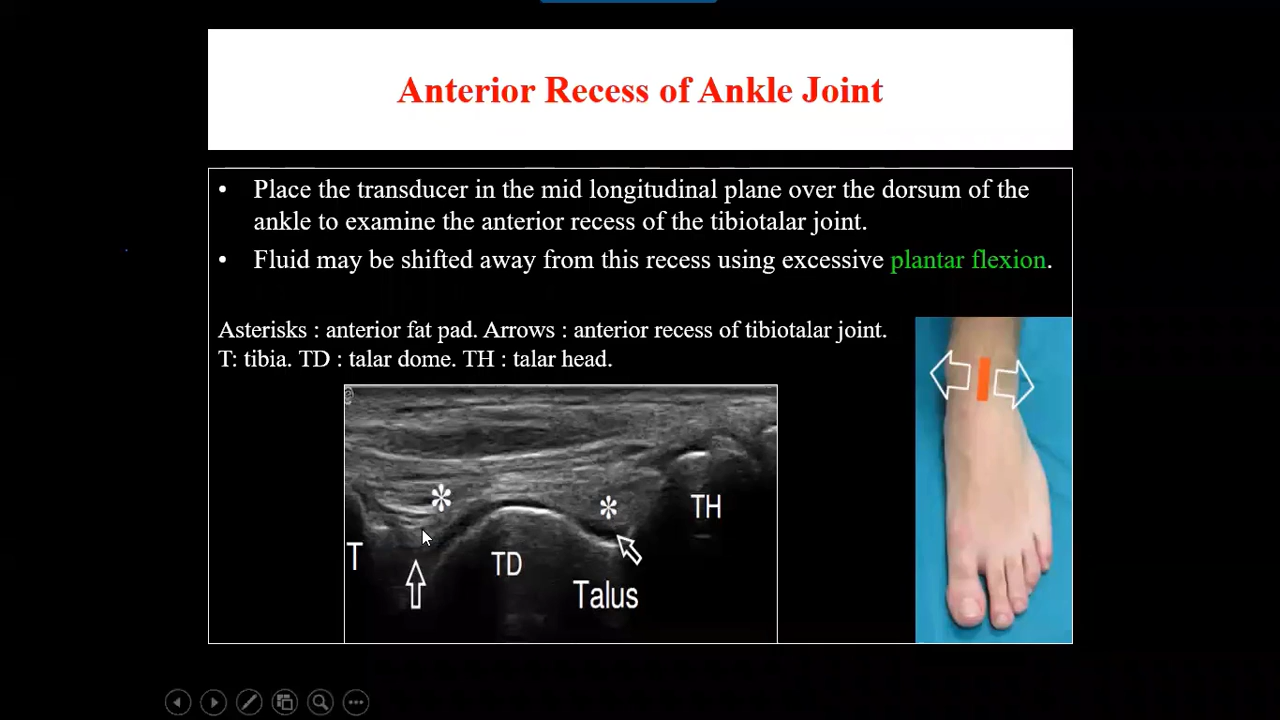 Anterior Recess of Ankle Joint
• Place the transducer in the mid longitudinal plane over the dorsum of the
ankle to examine the anterior recess of the tibiotalar joint.
• Fluid may be shifted away from this recess using excessive plantar flexion.
Asterisks : anterior fat pad. Arrows : anterior recess of tibiotalar joint.
T: tibia. TD : talar dome. TH : talar head.
* *
TH
T
TD
Talus